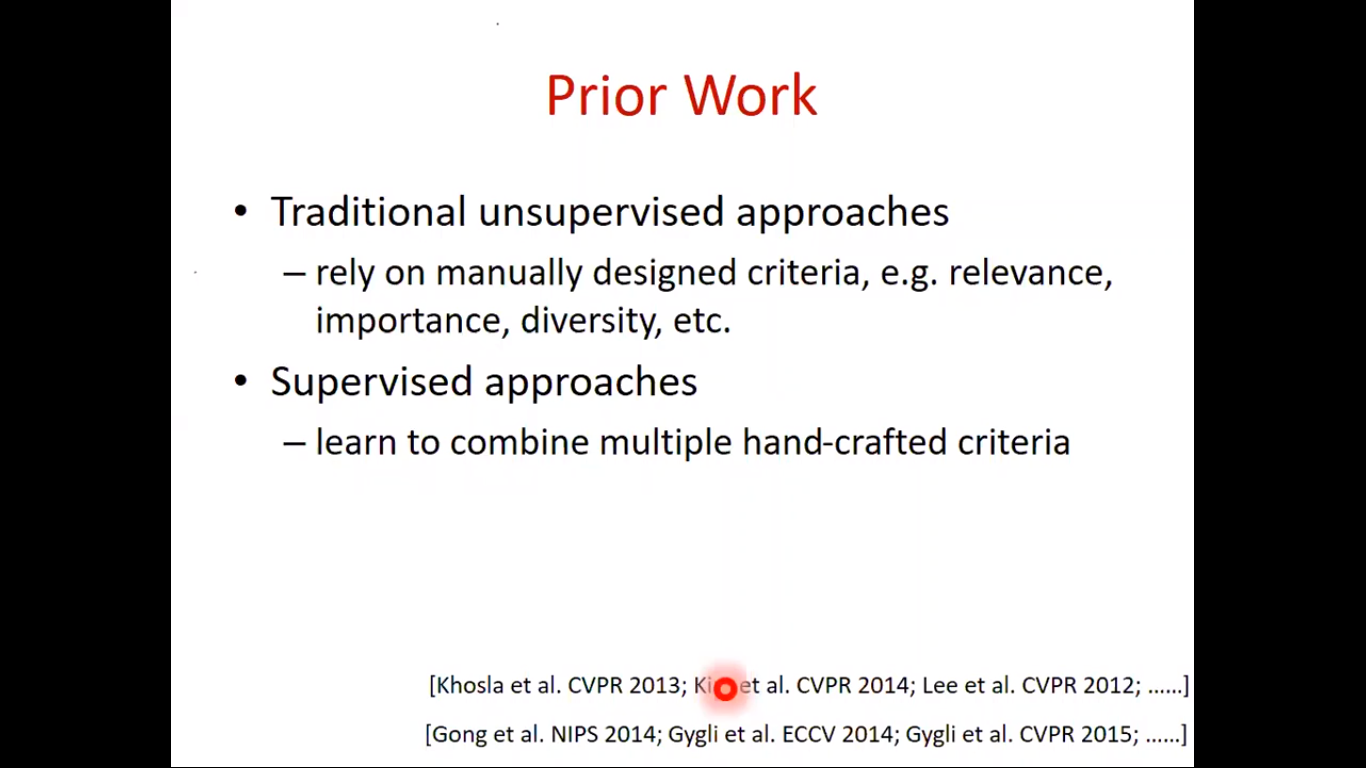 Prior Work
• Traditional unsupervised approaches
– rely on manually designed criteria, e.g. relevance,
importance, diversity, etc.
• Supervised approaches
– learn to combine multiple hand-crafted criteria
[Khosla et al. CVPR 2013; et al. CVPR 2014; Lee et al. CVPR 2012; ......]
[Gong et al. NIPS 2014; Gygli et al. ECCV 2014; Gygli et al. CVPR 2015; ......]